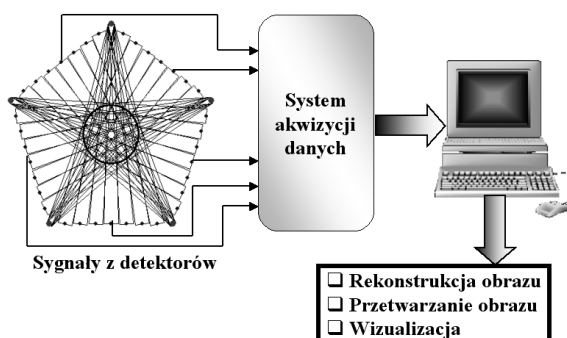 System
akwizycji
danych
Sygnały z detektorów
❑ Rekonstrukcja obrazu
❑ Przetwarzanie obrazu
❑ Wizualizacja